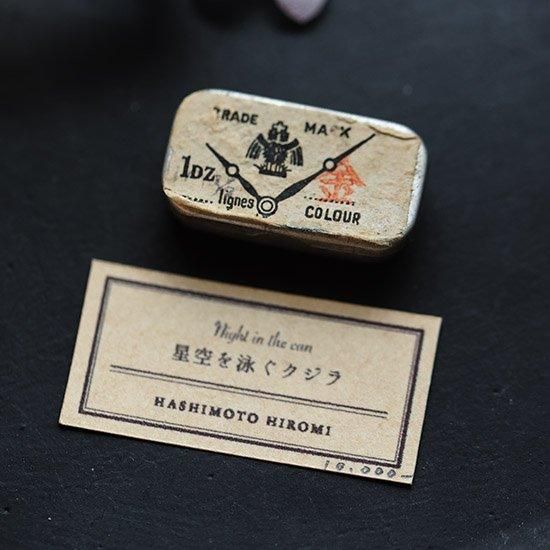 TRADE MARK
1DZ
lignes
COLOUR
Night in the can
星空を泳ぐクジラ
HASHIMOTO HIROMI